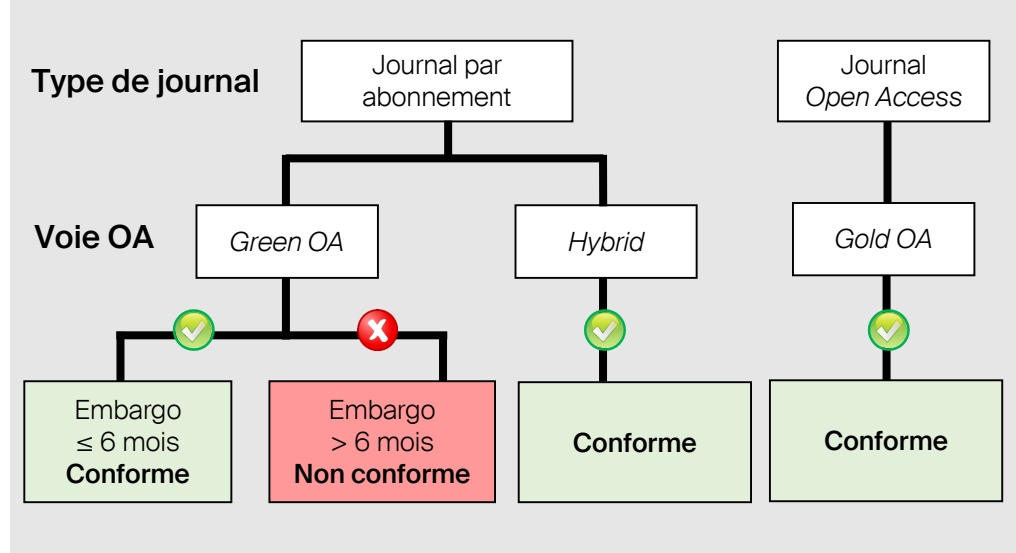 Type de journal
Journal par
abonnement
Journal
Open Access
Voie OA
Green OA
Hybrid
Gold OA
Embargo
≤ 6 mois
Conforme
Embargo
> 6 mois
Non conforme
Conforme
Conforme